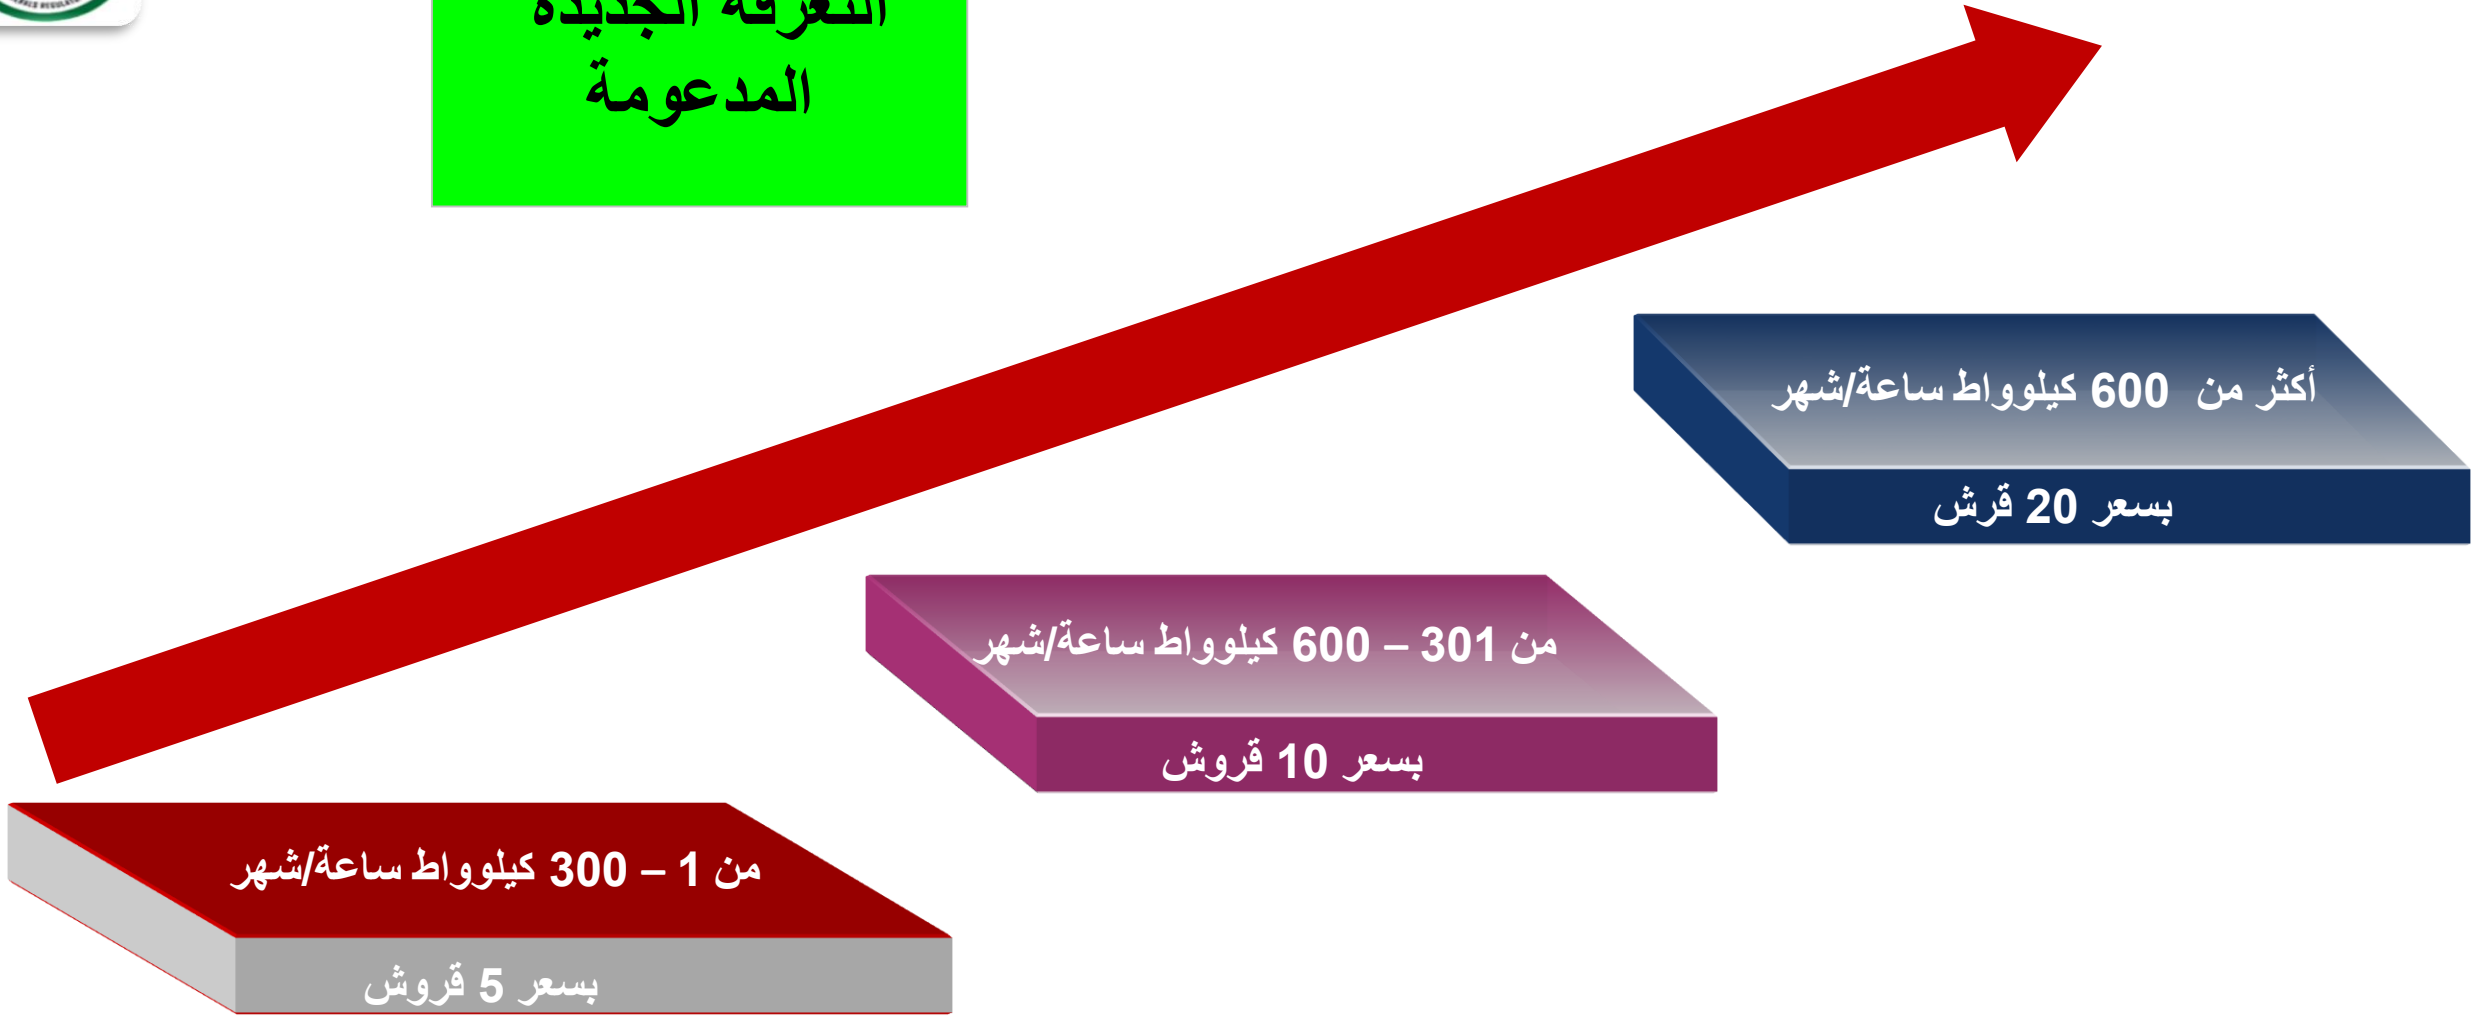 التعرفة الجديدة
المدعومة
أكثر من 600 كيلوواط ساعة/شهر
بسعر 20 قرش
من 301 – 600 كيلوواط ساعة/شهر
بسعر 10 قروش
من 1 – 300 كيلوواط ساعة/شهر
بسعر 5 قروش